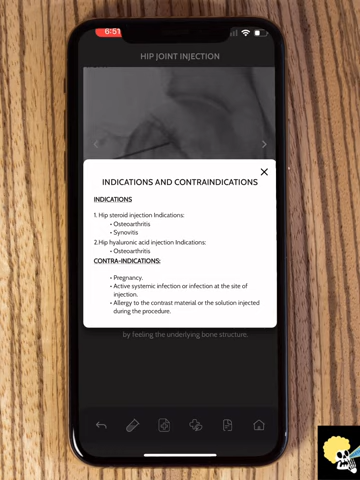 6:51
HIP JOINT INJECTION
INDICATIONS AND CONTRAINDICATIONS
INDICATIONS
1. Hip steroid injection Indications:
• Osteoarthritis
• Synovitis
2.Hip hyaluronic acid injection Indications:
• Osteoarthritis
CONTRA-INDICATIONS:
• Pregnancy.
• Active systemic infection or infection at the site of
injection.
• Allergy to the contrast material or the solution injected
during the procedure.
by feeling the underlying bone structure.